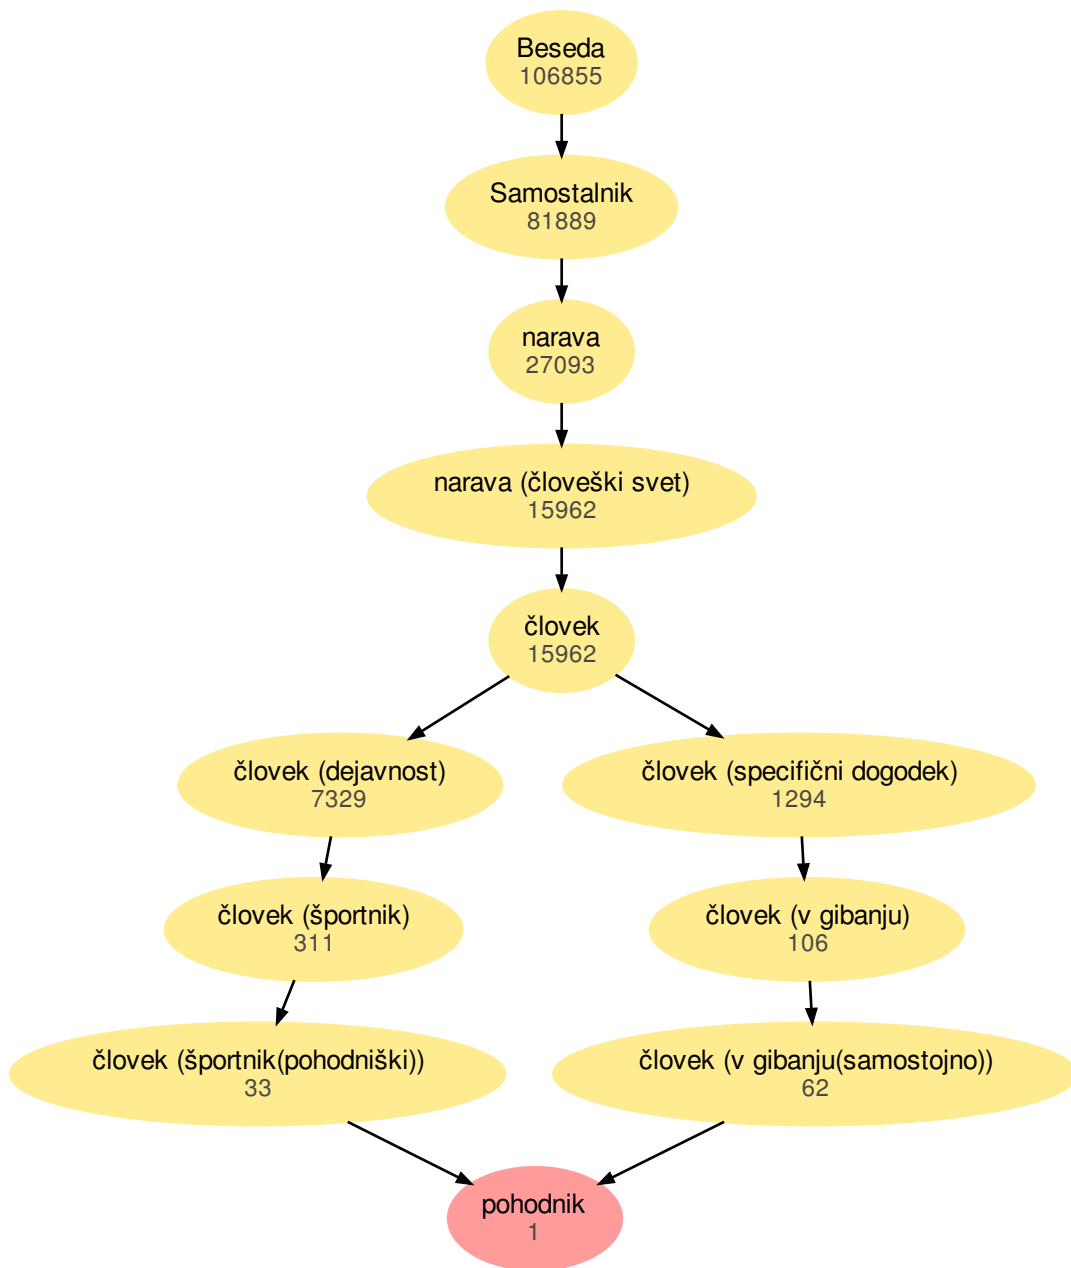 Beseda
106855
Samostalnik
81889
narava
27093
narava (človeški svet)
15962
človek
15962
človek (dejavnost)
7329
človek (specifični dogodek)
1294
človek (športnik)
311
človek (v gibanju)
106
človek (športnik(pohodniški))
33
človek (v gibanju(samostojno))
62
pohodnik
1